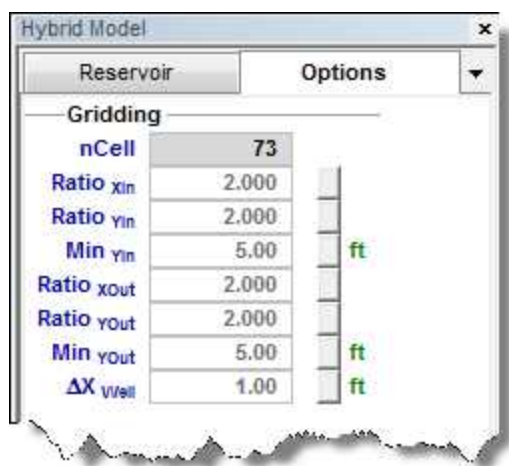 Hybrid Model x
Reservoir Options
Gridding
nCell 73
Ratio XIn 2.000
Ratio YIn 2.000
Min YIn 5.00 ft
Ratio XOut 2.000
Ratio YOut 2.000
Min YOut 5.00 ft
ΔX Well 1.00 ft